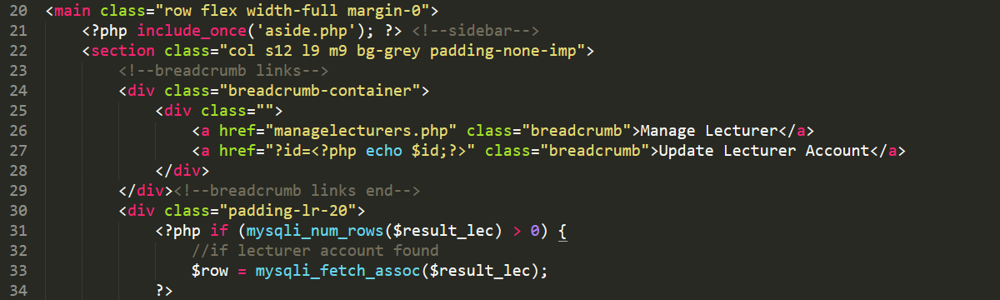 20 <main class="row flex width-full margin-0">
21 <?php include_once('aside.php'); ?> <!--sidebar-->
22 <section class="col s12 l9 m9 bg-grey padding-none-imp">
23 <!--breadcrumb links-->
24 <div class="breadcrumb-container">
25 <div class="">
26 <a href="managelecturers.php" class="breadcrumb">Manage Lecturer</a>
27 <a href="?id=<?php echo $id;?>" class="breadcrumb">Update Lecturer Account</a>
28 </div>
29 </div><!--breadcrumb links end-->
30 <div class="padding-lr-20">
31 <?php if (mysqli_num_rows($result_lec) > 0) {
32 //if lecturer account found
33 $row = mysqli_fetch_assoc($result_lec);
34 ?>